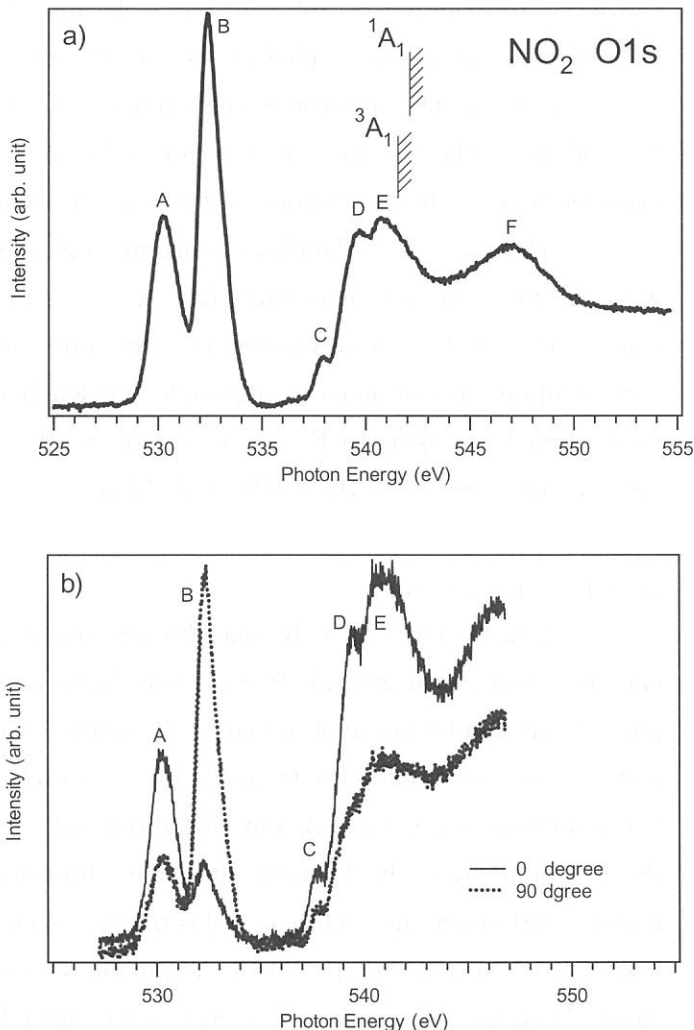 a)
B
¹A₁
NO₂ O1s
³A₁
A
D E
F
C
Intensity (arb. unit)
525 530 535 540 545 550 555
Photon Energy (eV)
b)
B
D E
A
C
0 degree
90 dgree
Intensity (arb. unit)
530 540 550
Photon Energy (eV)